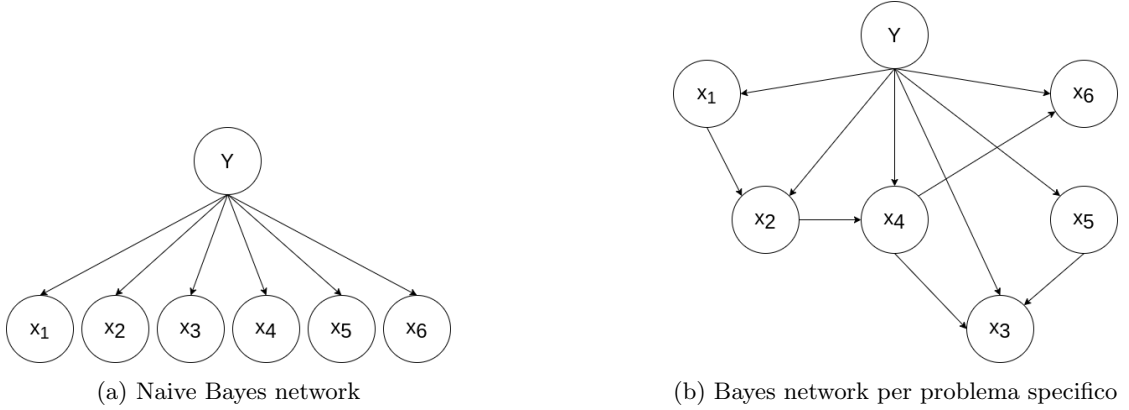 Y
x1 x2 x3 x4 x5 x6
(a) Naive Bayes network
Y
x1
x6
x2
x4
x5
x3
(b) Bayes network per problema specifico